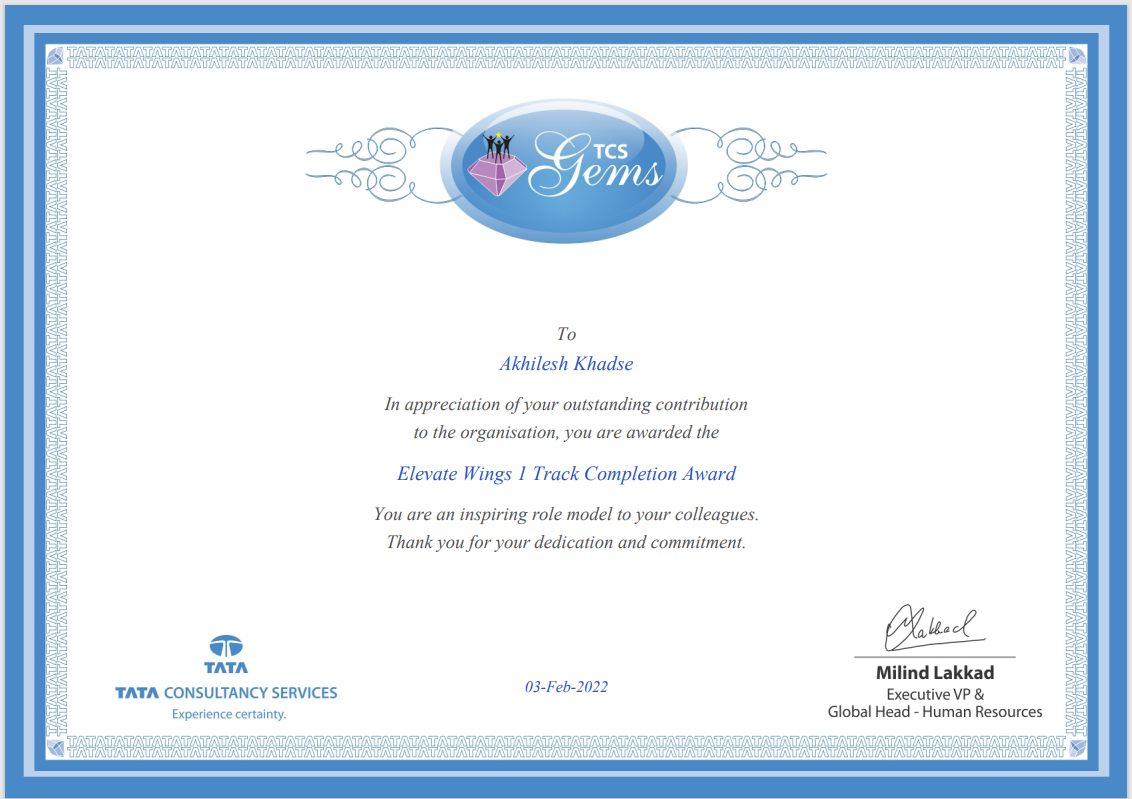 TCS
Gems
To
Akhilesh Khadse
In appreciation of your outstanding contribution
to the organisation, you are awarded the
Elevate Wings 1 Track Completion Award
You are an inspiring role model to your colleagues.
Thank you for your dedication and commitment.
TATA
TATA CONSULTANCY SERVICES
Experience certainty.
03-Feb-2022
Lakkad
Milind Lakkad
Executive VP &
Global Head - Human Resources